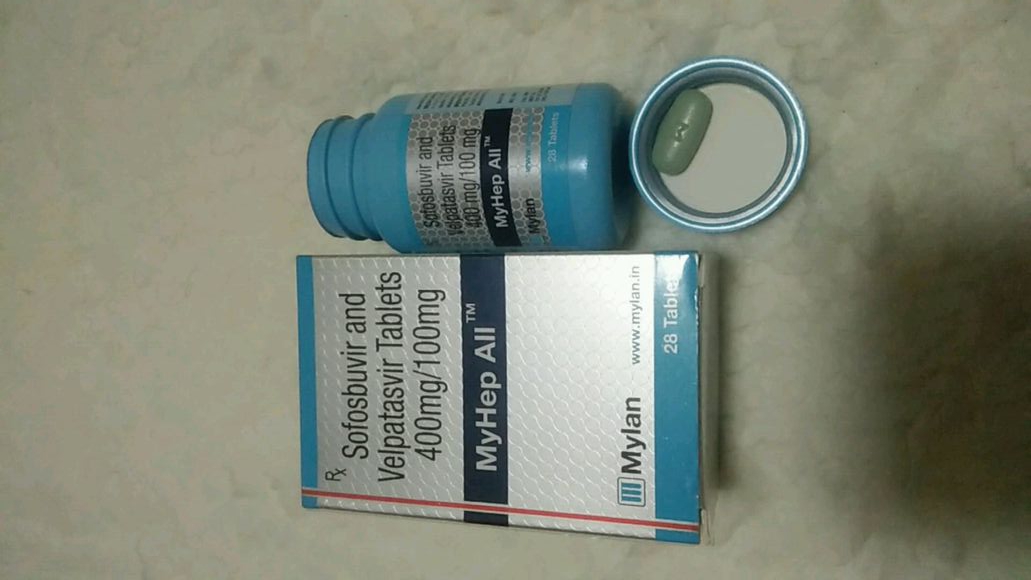 Sofosbuvir and
Velpatasvir Tablets
400 mg/100 mg
MyHep All™
Mylan
28 Tablets
Rx
Sofosbuvir and
Velpatasvir Tablets
400mg/100mg
MyHep All™
Mylan
www.mylan.in
28 Tablets